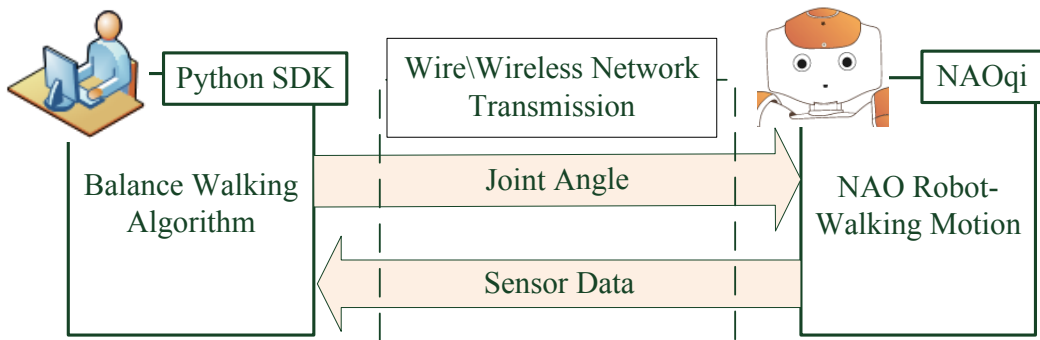 Python SDK
Wire\Wireless Network
Transmission
NAOqi
Balance Walking
Algorithm
Joint Angle
NAO Robot-
Walking Motion
Sensor Data